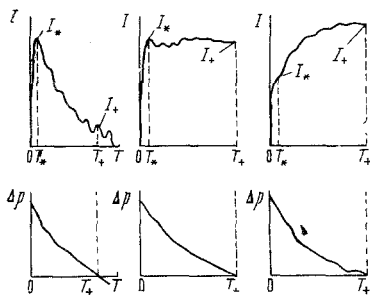 I I I
I* I* I*
I+ I+ I+
0 T* T+ T 0 T* T+ 0 T* T+
Δp Δp Δp
0 T+ T 0 T+ 0 T+